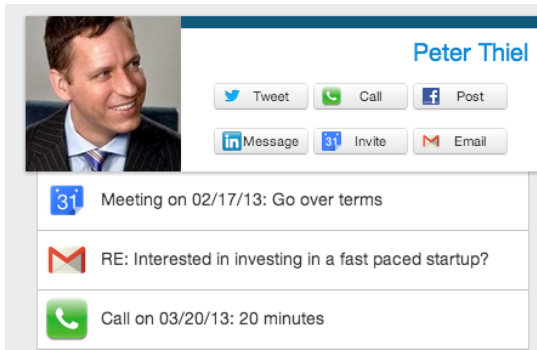 Peter Thiel
Tweet Call Post
Message Invite Email
31 Meeting on 02/17/13: Go over terms
RE: Interested in investing in a fast paced startup?
Call on 03/20/13: 20 minutes